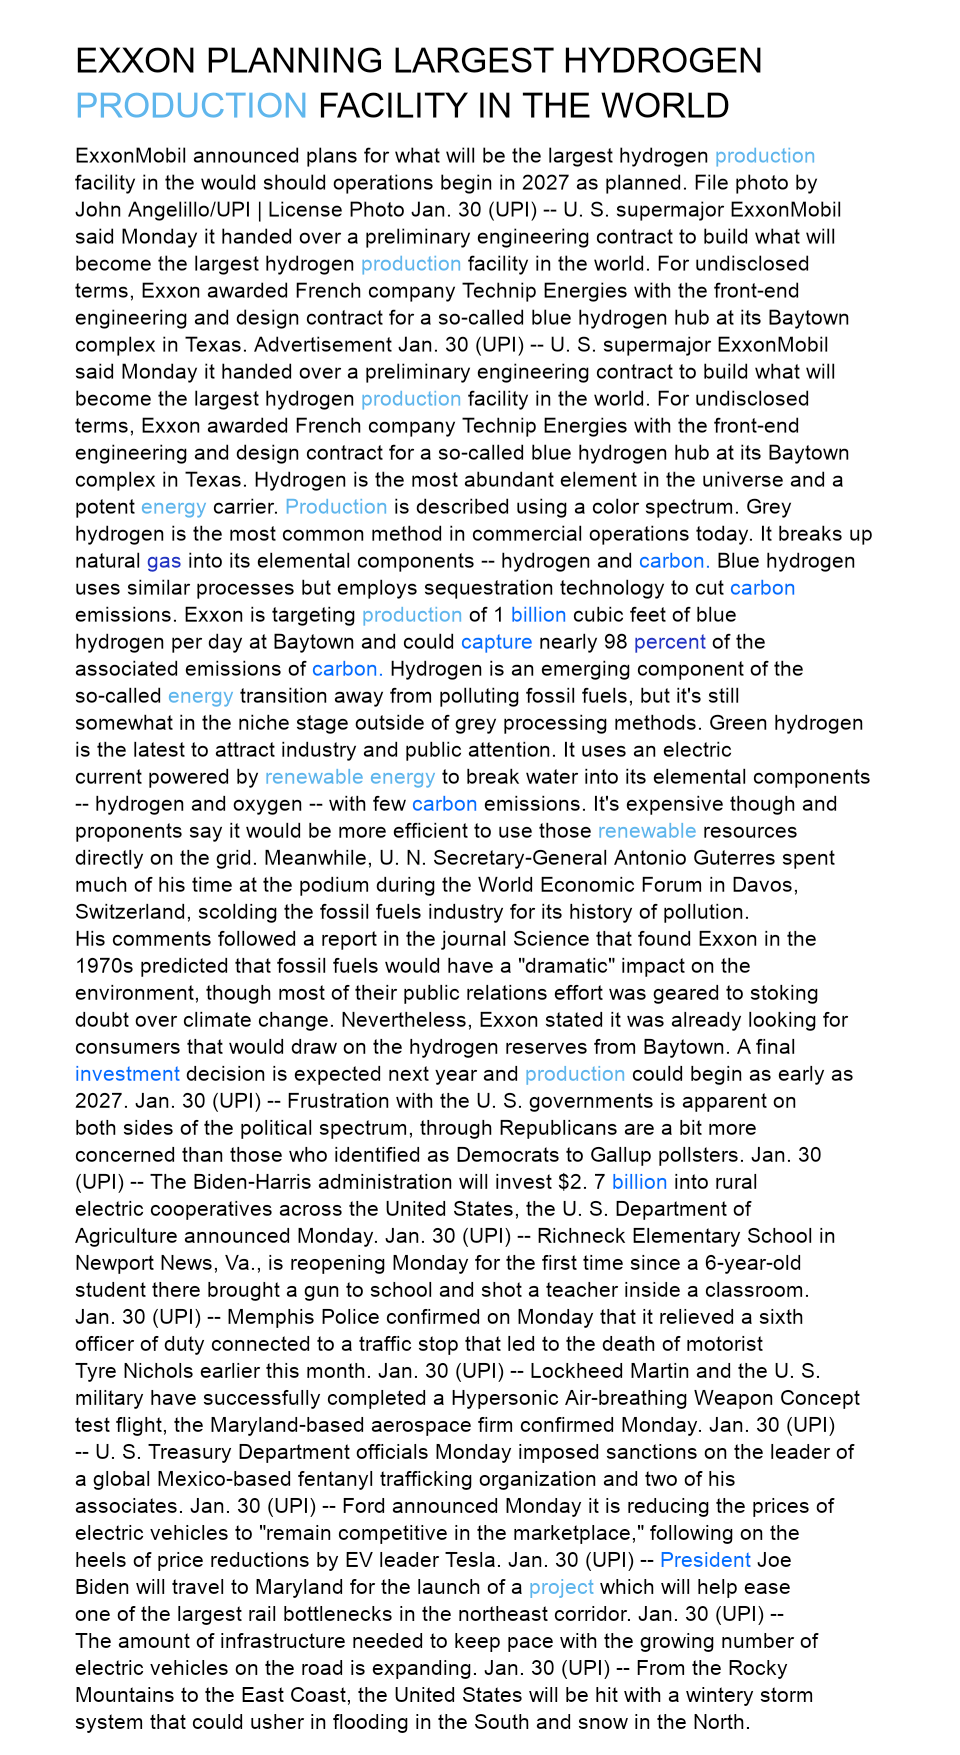 EXXON PLANNING LARGEST HYDROGEN
PRODUCTION FACILITY IN THE WORLD
ExxonMobil announced plans for what will be the largest hydrogen production
facility in the would should operations begin in 2027 as planned. File photo by
John Angelillo/UPI | License Photo Jan. 30 (UPI) -- U. S. supermajor ExxonMobil
said Monday it handed over a preliminary engineering contract to build what will
become the largest hydrogen production facility in the world. For undisclosed
terms, Exxon awarded French company Technip Energies with the front-end
engineering and design contract for a so-called blue hydrogen hub at its Baytown
complex in Texas. Advertisement Jan. 30 (UPI) -- U. S. supermajor ExxonMobil
said Monday it handed over a preliminary engineering contract to build what will
become the largest hydrogen production facility in the world. For undisclosed
terms, Exxon awarded French company Technip Energies with the front-end
engineering and design contract for a so-called blue hydrogen hub at its Baytown
complex in Texas. Hydrogen is the most abundant element in the universe and a
potent energy carrier. Production is described using a color spectrum. Grey
hydrogen is the most common method in commercial operations today. It breaks up
natural gas into its elemental components -- hydrogen and carbon. Blue hydrogen
uses similar processes but employs sequestration technology to cut carbon
emissions. Exxon is targeting production of 1 billion cubic feet of blue
hydrogen per day at Baytown and could capture nearly 98 percent of the
associated emissions of carbon. Hydrogen is an emerging component of the
so-called energy transition away from polluting fossil fuels, but it's still
somewhat in the niche stage outside of grey processing methods. Green hydrogen
is the latest to attract industry and public attention. It uses an electric
current powered by renewable energy to break water into its elemental components
-- hydrogen and oxygen -- with few carbon emissions. It's expensive though and
proponents say it would be more efficient to use those renewable resources
directly on the grid. Meanwhile, U. N. Secretary-General Antonio Guterres spent
much of his time at the podium during the World Economic Forum in Davos,
Switzerland, scolding the fossil fuels industry for its history of pollution.
His comments followed a report in the journal Science that found Exxon in the
1970s predicted that fossil fuels would have a "dramatic" impact on the
environment, though most of their public relations effort was geared to stoking
doubt over climate change. Nevertheless, Exxon stated it was already looking for
consumers that would draw on the hydrogen reserves from Baytown. A final
investment decision is expected next year and production could begin as early as
2027. Jan. 30 (UPI) -- Frustration with the U. S. governments is apparent on
both sides of the political spectrum, through Republicans are a bit more
concerned than those who identified as Democrats to Gallup pollsters. Jan. 30
(UPI) -- The Biden-Harris administration will invest $2. 7 billion into rural
electric cooperatives across the United States, the U. S. Department of
Agriculture announced Monday. Jan. 30 (UPI) -- Richneck Elementary School in
Newport News, Va., is reopening Monday for the first time since a 6-year-old
student there brought a gun to school and shot a teacher inside a classroom.
Jan. 30 (UPI) -- Memphis Police confirmed on Monday that it relieved a sixth
officer of duty connected to a traffic stop that led to the death of motorist
Tyre Nichols earlier this month. Jan. 30 (UPI) -- Lockheed Martin and the U. S.
military have successfully completed a Hypersonic Air-breathing Weapon Concept
test flight, the Maryland-based aerospace firm confirmed Monday. Jan. 30 (UPI)
-- U. S. Treasury Department officials Monday imposed sanctions on the leader of
a global Mexico-based fentanyl trafficking organization and two of his
associates. Jan. 30 (UPI) -- Ford announced Monday it is reducing the prices of
electric vehicles to "remain competitive in the marketplace," following on the
heels of price reductions by EV leader Tesla. Jan. 30 (UPI) -- President Joe
Biden will travel to Maryland for the launch of a project which will help ease
one of the largest rail bottlenecks in the northeast corridor. Jan. 30 (UPI) --
The amount of infrastructure needed to keep pace with the growing number of
electric vehicles on the road is expanding. Jan. 30 (UPI) -- From the Rocky
Mountains to the East Coast, the United States will be hit with a wintery storm
system that could usher in flooding in the South and snow in the North.